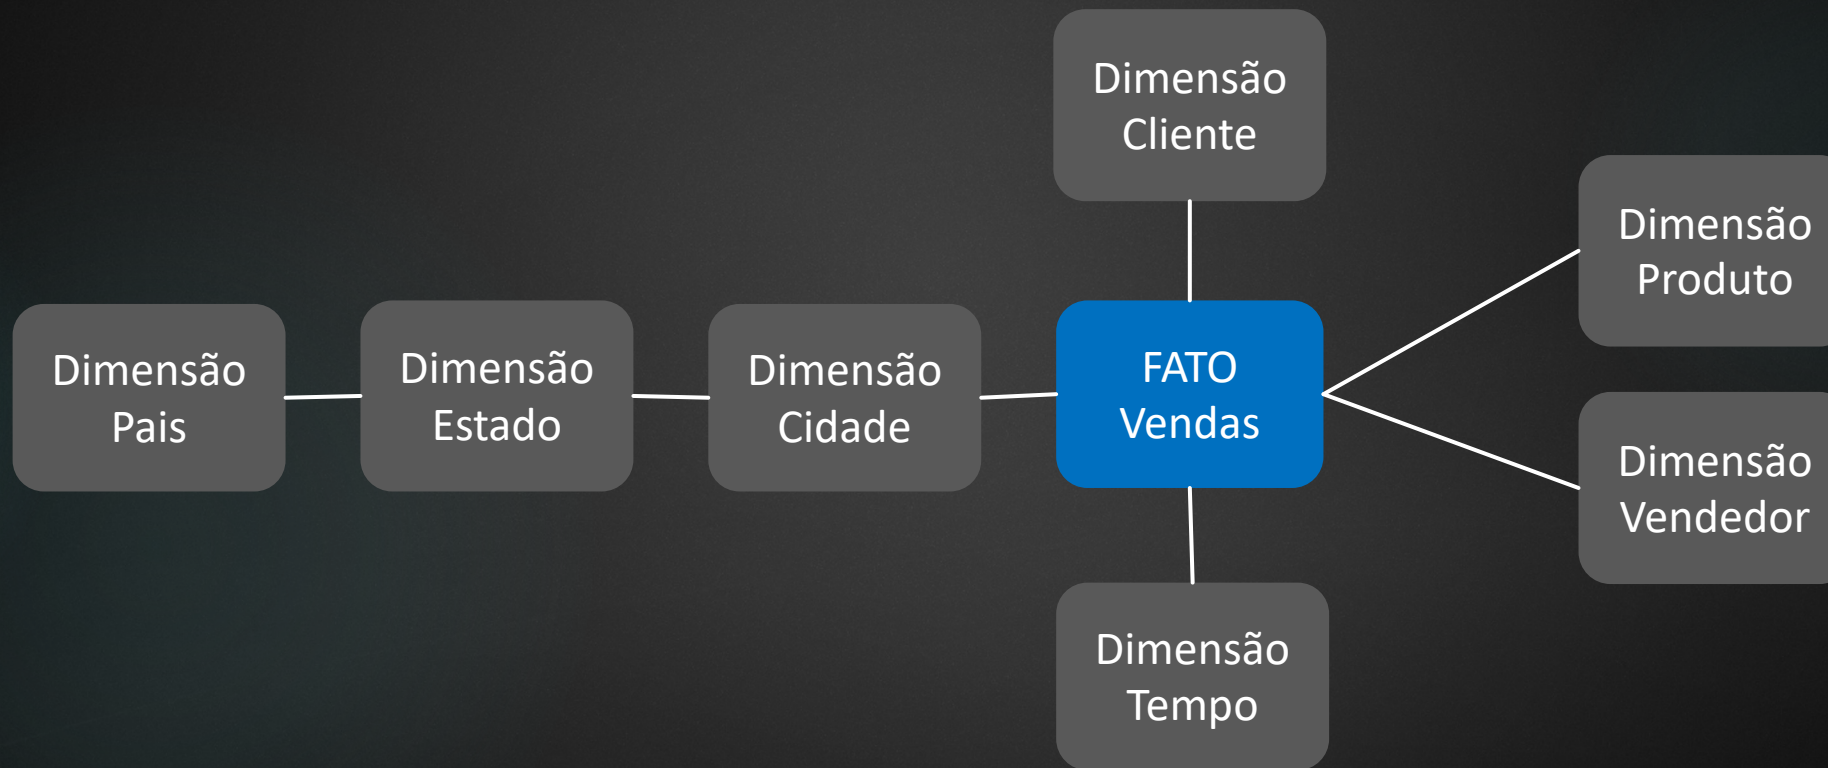 Dimensão
Cliente
Dimensão
Produto
Dimensão
Pais
Dimensão
Estado
Dimensão
Cidade
FATO
Vendas
Dimensão
Vendedor
Dimensão
Tempo